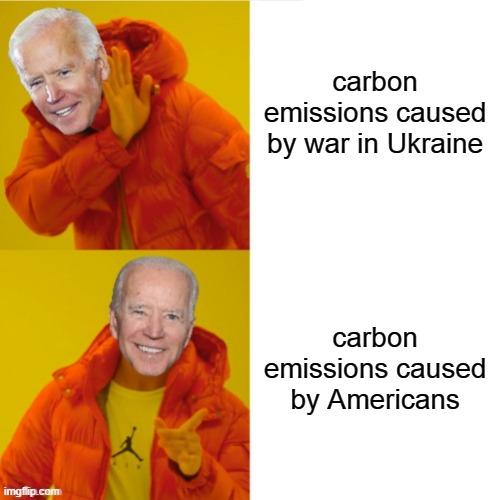 carbon
emissions caused
by war in Ukraine
carbon
emissions caused
by Americans
imgflip.com